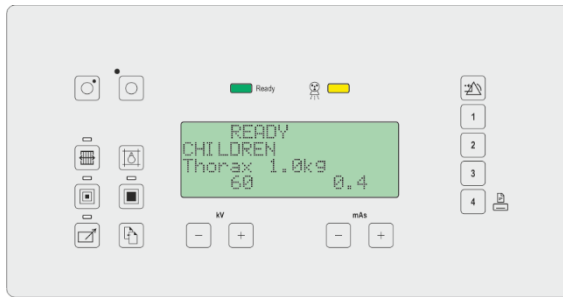 Ready
READY
CHILDREN
Thorax 1.0kg
60 0.4
kV
mAs
- +
- +
1
2
3
4